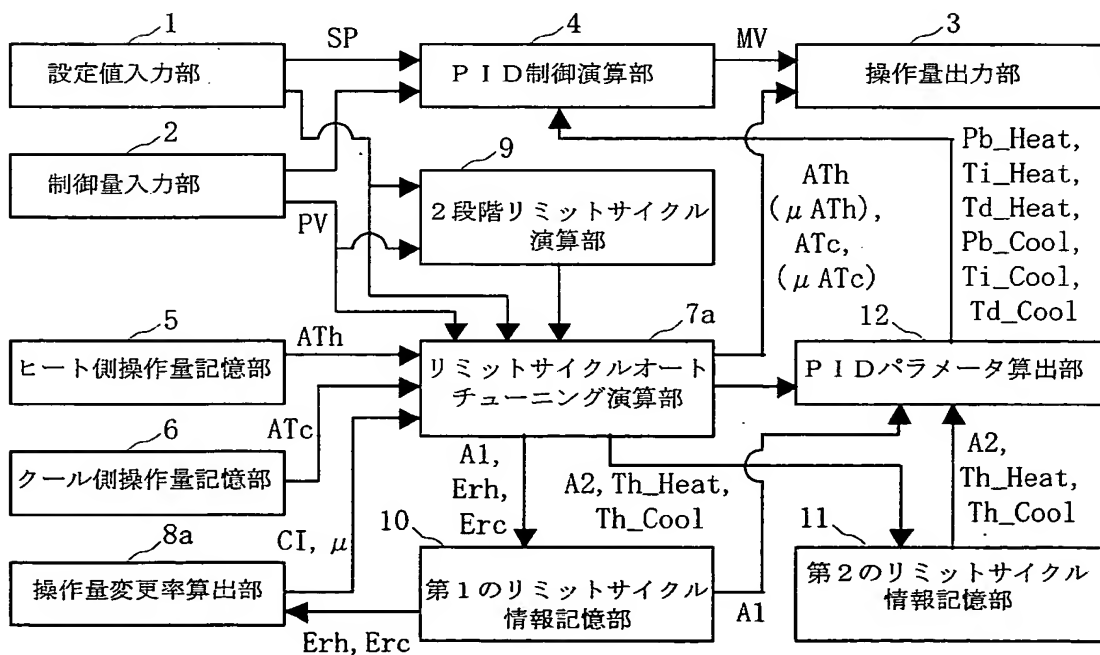 1
SP
4
MV
3
設定値入力部
PID制御演算部
操作量出力部
2
9
制御量入力部
PV
2段階リミットサイクル
演算部
ATh
(μATh),
ATc,
(μATc)
Pb_Heat,
Ti_Heat,
Td_Heat,
Pb_Cool,
Ti_Cool,
Td_Cool
5
ATh
7a
12
ヒート側操作量記憶部
リミットサイクルオート
チューニング演算部
PIDパラメータ算出部
6
ATc
クール側操作量記憶部
A1,
Erh,
Erc
A2, Th_Heat,
Th_Cool
A2,
Th_Heat,
Th_Cool
8a
CI, μ
10
11
操作量変更率算出部
第1のリミットサイクル
情報記憶部
A1
第2のリミットサイクル
情報記憶部
Erh, Erc